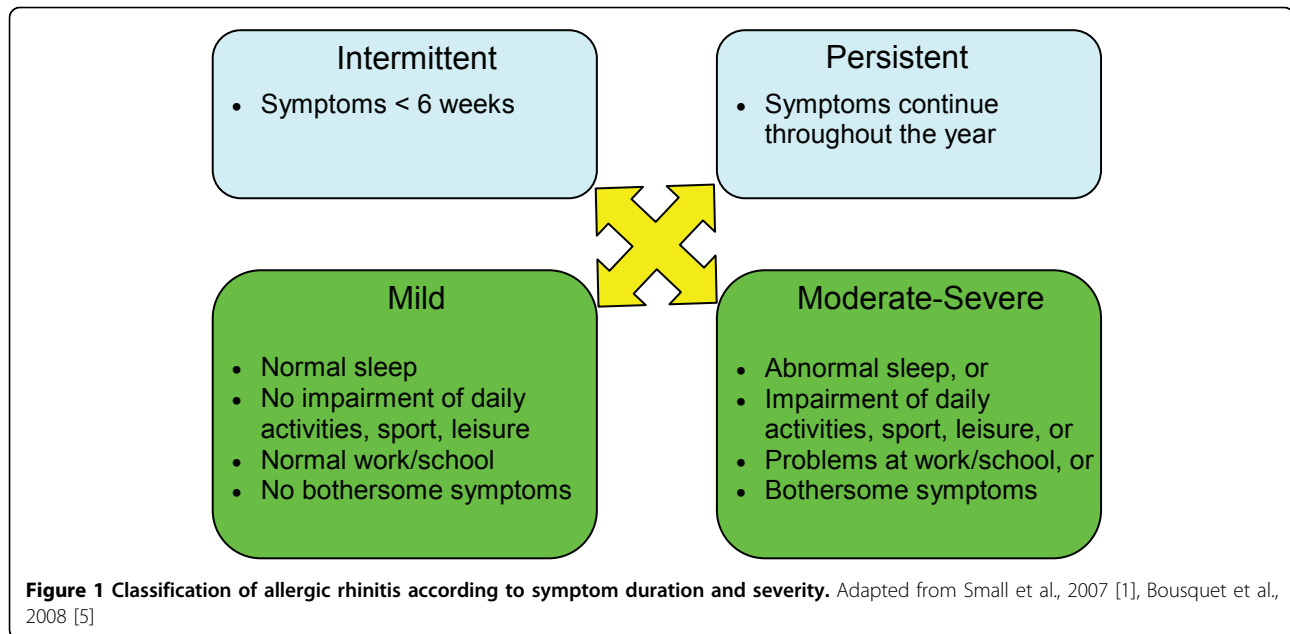 Intermittent
• Symptoms < 6 weeks
Persistent
• Symptoms continue
throughout the year
Mild
• Normal sleep
• No impairment of daily
activities, sport, leisure
• Normal work/school
• No bothersome symptoms
Moderate-Severe
• Abnormal sleep, or
• Impairment of daily
activities, sport, leisure, or
• Problems at work/school, or
• Bothersome symptoms
Figure 1 Classification of allergic rhinitis according to symptom duration and severity. Adapted from Small et al., 2007 [1], Bousquet et al.,
2008 [5]